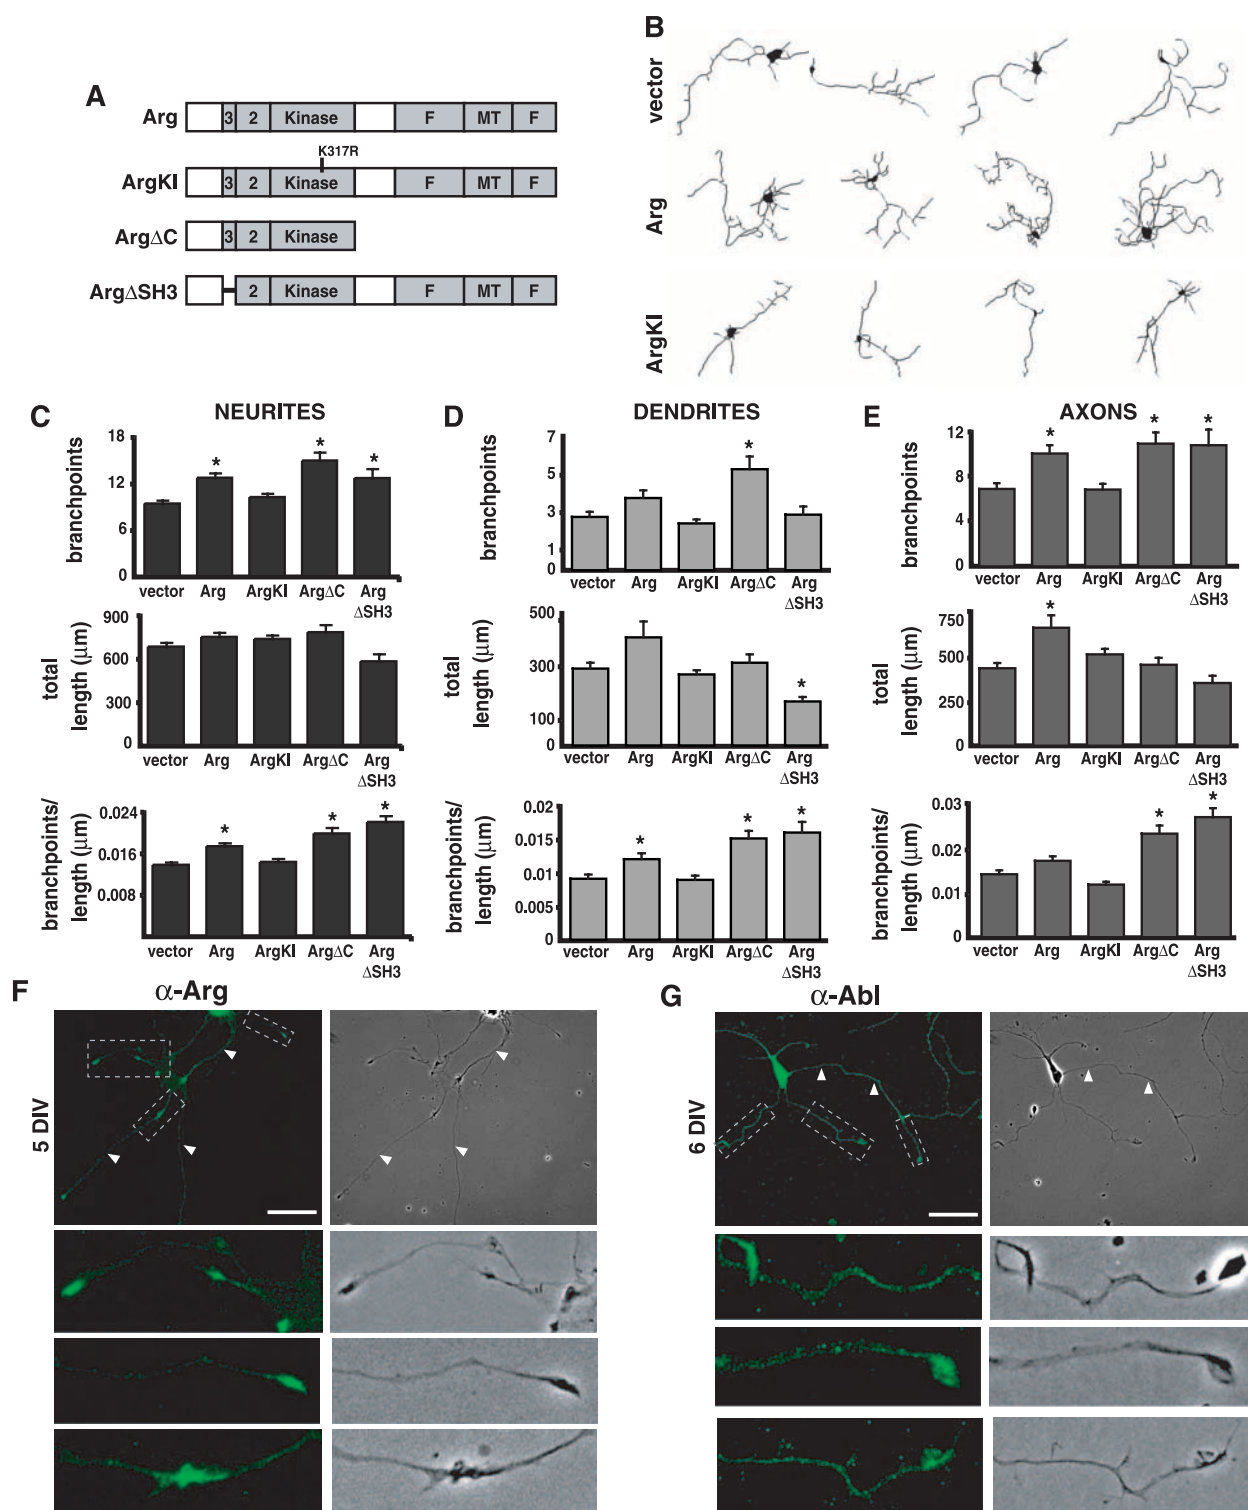 A
Arg
3 2 Kinase F MT F
K317R
ArgKI
3 2 Kinase F MT F
ArgΔC
3 2 Kinase
ArgΔSH3
2 Kinase F MT F
B
vector
Arg
ArgKI
C
NEURITES
branchpoints
18
12
6
0
vector Arg ArgKI ArgΔC Arg ΔSH3
* * *
total length (μm)
900
600
300
0
vector Arg ArgKI ArgΔC Arg ΔSH3
branchpoints/ length (μm)
0.024
0.016
0.008
vector Arg ArgKI ArgΔC Arg ΔSH3
* * *
D
DENDRITES
branchpoints
7
5
3
1
0
vector Arg ArgKI ArgΔC Arg ΔSH3
*
total length (μm)
500
300
100
0
vector Arg ArgKI ArgΔC Arg ΔSH3
*
branchpoints/ length (μm)
0.02
0.015
0.01
0.005
0
vector Arg ArgKI ArgΔC Arg ΔSH3
* * *
E
AXONS
branchpoints
12
8
4
0
vector Arg ArgKI ArgΔC Arg ΔSH3
* * *
total length (μm)
750
500
250
0
vector Arg ArgKI ArgΔC Arg ΔSH3
*
branchpoints/ length (μm)
0.03
0.02
0.01
0
vector Arg ArgKI ArgΔC Arg ΔSH3
* *
F
α-Arg
5 DIV
G
α-Abl
6 DIV